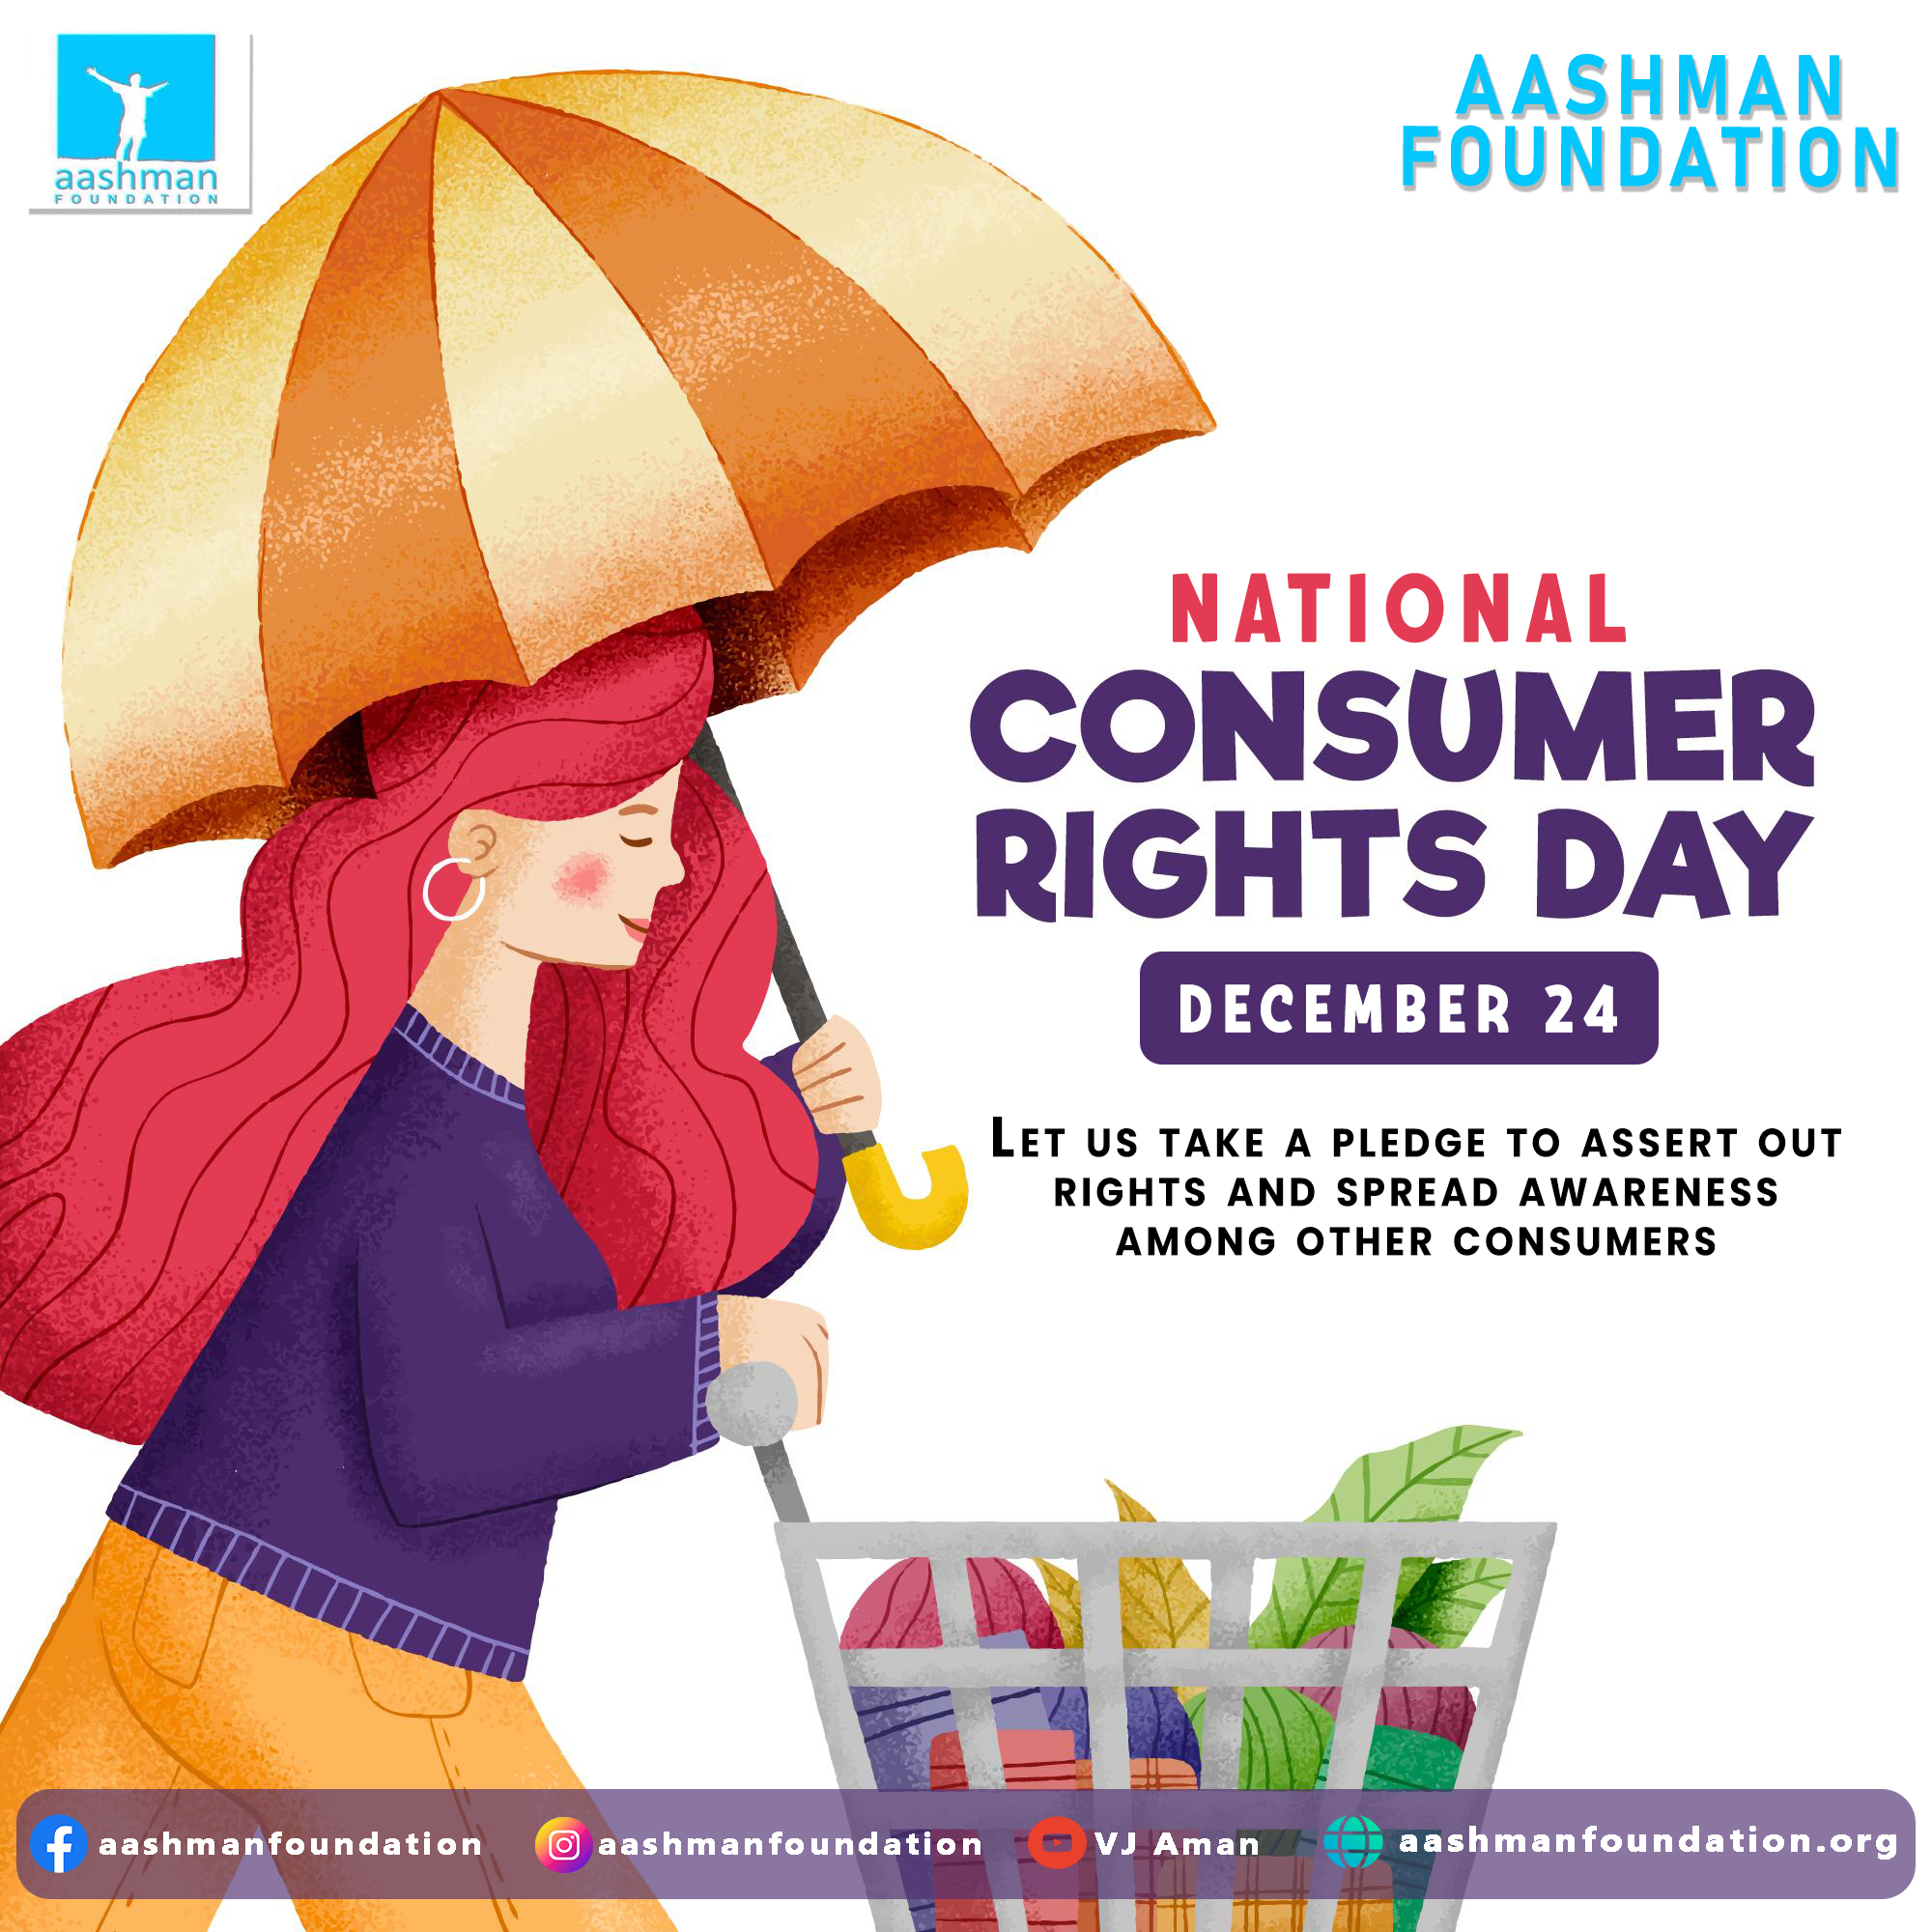 aashman
FOUNDATION
AASHMAN
FOUNDATION
NATIONAL
CONSUMER
RIGHTS DAY
DECEMBER 24
LET US TAKE A PLEDGE TO ASSERT OUT
RIGHTS AND SPREAD AWARENESS
AMONG OTHER CONSUMERS
aashmanfoundation
aashmanfoundation
VJ Aman
aashmanfoundation.org